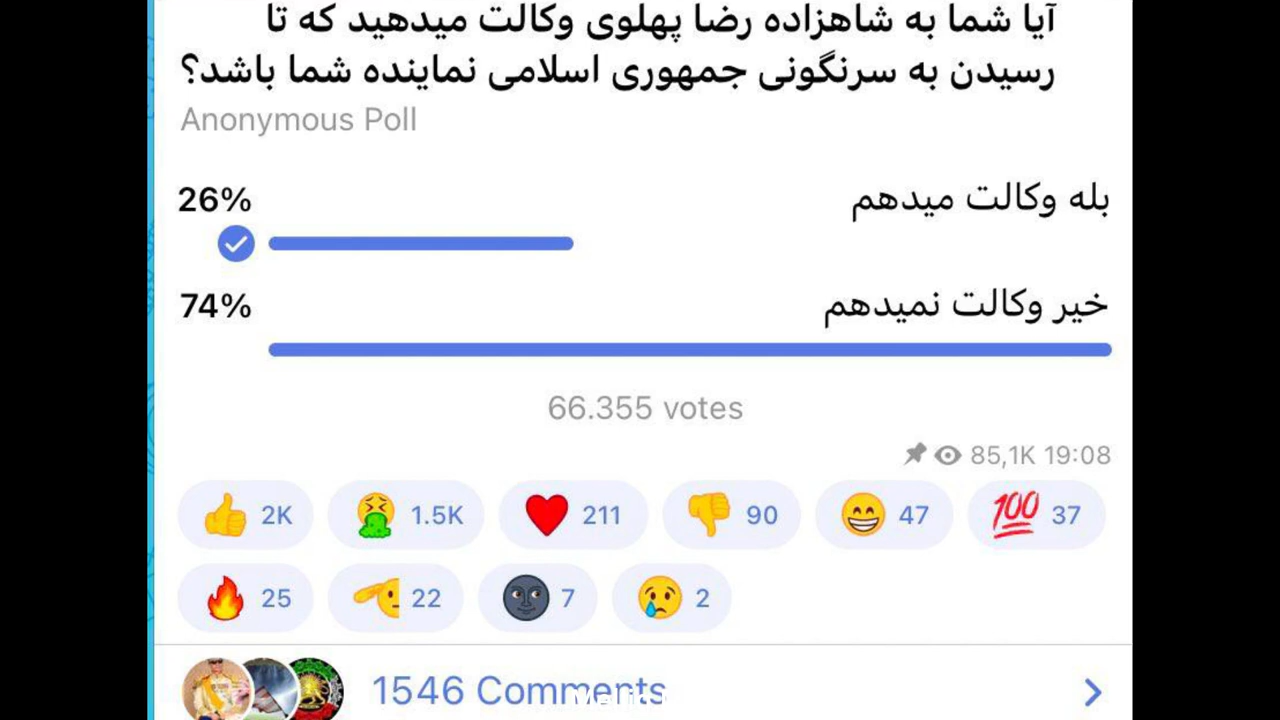 آیا شما به شاهزاده رضا پهلوی وکالت میدهید که تا
رسیدن به سرنگونی جمهوری اسلامی نماینده شما باشد؟
Anonymous Poll
26% بله وکالت میدهم
74% خیر وکالت نمیدهم
66.355 votes
85,1K 19:08
2K 1.5K 211 90 47 💯 37
25 22 7 2
1546 Comments